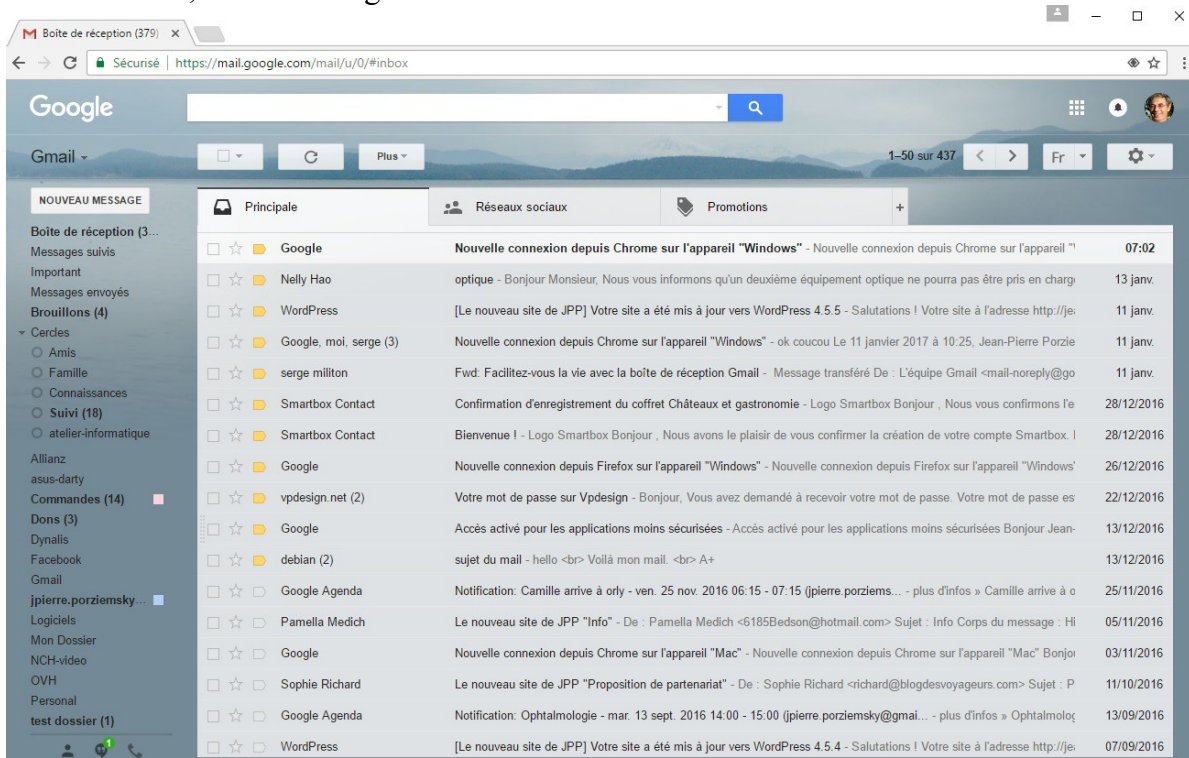 Boîte de réception (379)
Sécurisé | https://mail.google.com/mail/u/0/#inbox
Google
Gmail
Plus
1–50 sur 437
Fr
NOUVEAU MESSAGE
Principale
Réseaux sociaux
Promotions
+
Boîte de réception (3...
Messages suivis
Important
Messages envoyés
Brouillons (4)
Cercles
Amis
Famille
Connaissances
Suivi (18)
atelier-informatique
Allianz
asus-darty
Commandes (14)
Dons (3)
Dynalis
Facebook
Gmail
jpierre.porziemsky...
Logiciels
Mon Dossier
NCH-video
OVH
Personal
test dossier (1)
1
Google Nouvelle connexion depuis Chrome sur l'appareil "Windows" - Nouvelle connexion depuis Chrome sur l'appareil 07:02
Nelly Hao optique - Bonjour Monsieur, Nous vous informons qu'un deuxième équipement optique ne pourra pas être pris en charg 13 janv.
WordPress [Le nouveau site de JPP] Votre site a été mis à jour vers WordPress 4.5.5 - Salutations ! Votre site à l'adresse http://jea 11 janv.
Google, moi, serge (3) Nouvelle connexion depuis Chrome sur l'appareil "Windows" - ok coucou Le 11 janvier 2017 à 10:25, Jean-Pierre Porzie 11 janv.
serge militon Fwd: Facilitez-vous la vie avec la boîte de réception Gmail - Message transféré De : L'équipe Gmail <mail-noreply@go 11 janv.
Smartbox Contact Confirmation d'enregistrement du coffret Châteaux et gastronomie - Logo Smartbox Bonjour , Nous vous confirmons l'e 28/12/2016
Smartbox Contact Bienvenue ! - Logo Smartbox Bonjour , Nous avons le plaisir de vous confirmer la création de votre compte Smartbox. 28/12/2016
Google Nouvelle connexion depuis Firefox sur l'appareil "Windows" - Nouvelle connexion depuis Firefox sur l'appareil "Windows' 26/12/2016
vpdesign.net (2) Votre mot de passe sur Vpdesign - Bonjour, Vous avez demandé à recevoir votre mot de passe. Votre mot de passe es 22/12/2016
Google Accès activé pour les applications moins sécurisées - Accès activé pour les applications moins sécurisées Bonjour Jean- 13/12/2016
debian (2) sujet du mail - hello <br> Voilà mon mail. <br> A+ 13/12/2016
Google Agenda Notification: Camille arrive à orly - ven. 25 nov. 2016 06:15 - 07:15 (jpierre.porziems... - plus d'infos » Camille arrive à o 25/11/2016
Pamella Medich Le nouveau site de JPP "Info" - De : Pamella Medich <6185Bedson@hotmail.com> Sujet : Info Corps du message : Hi 05/11/2016
Google Nouvelle connexion depuis Chrome sur l'appareil "Mac" - Nouvelle connexion depuis Chrome sur l'appareil "Mac" Bonjou 03/11/2016
Sophie Richard Le nouveau site de JPP "Proposition de partenariat" - De : Sophie Richard <richard@blogdesvoyageurs.com> Sujet : P 11/10/2016
Google Agenda Notification: Ophtalmologie - mar. 13 sept. 2016 14:00 - 15:00 (jpierre.porziemsky@gmai... - plus d'infos » Ophtalmolog 13/09/2016
WordPress [Le nouveau site de JPP] Votre site a été mis à jour vers WordPress 4.5.4 - Salutations ! Votre site à l'adresse http://jea 07/09/2016